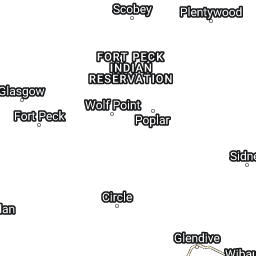 Scobey
Plentywood
FORT PECK
INDIAN
RESERVATION
Glasgow
Wolf Point
Fort Peck
Poplar
Sidne
Circle
lan
Glendive
Wibau